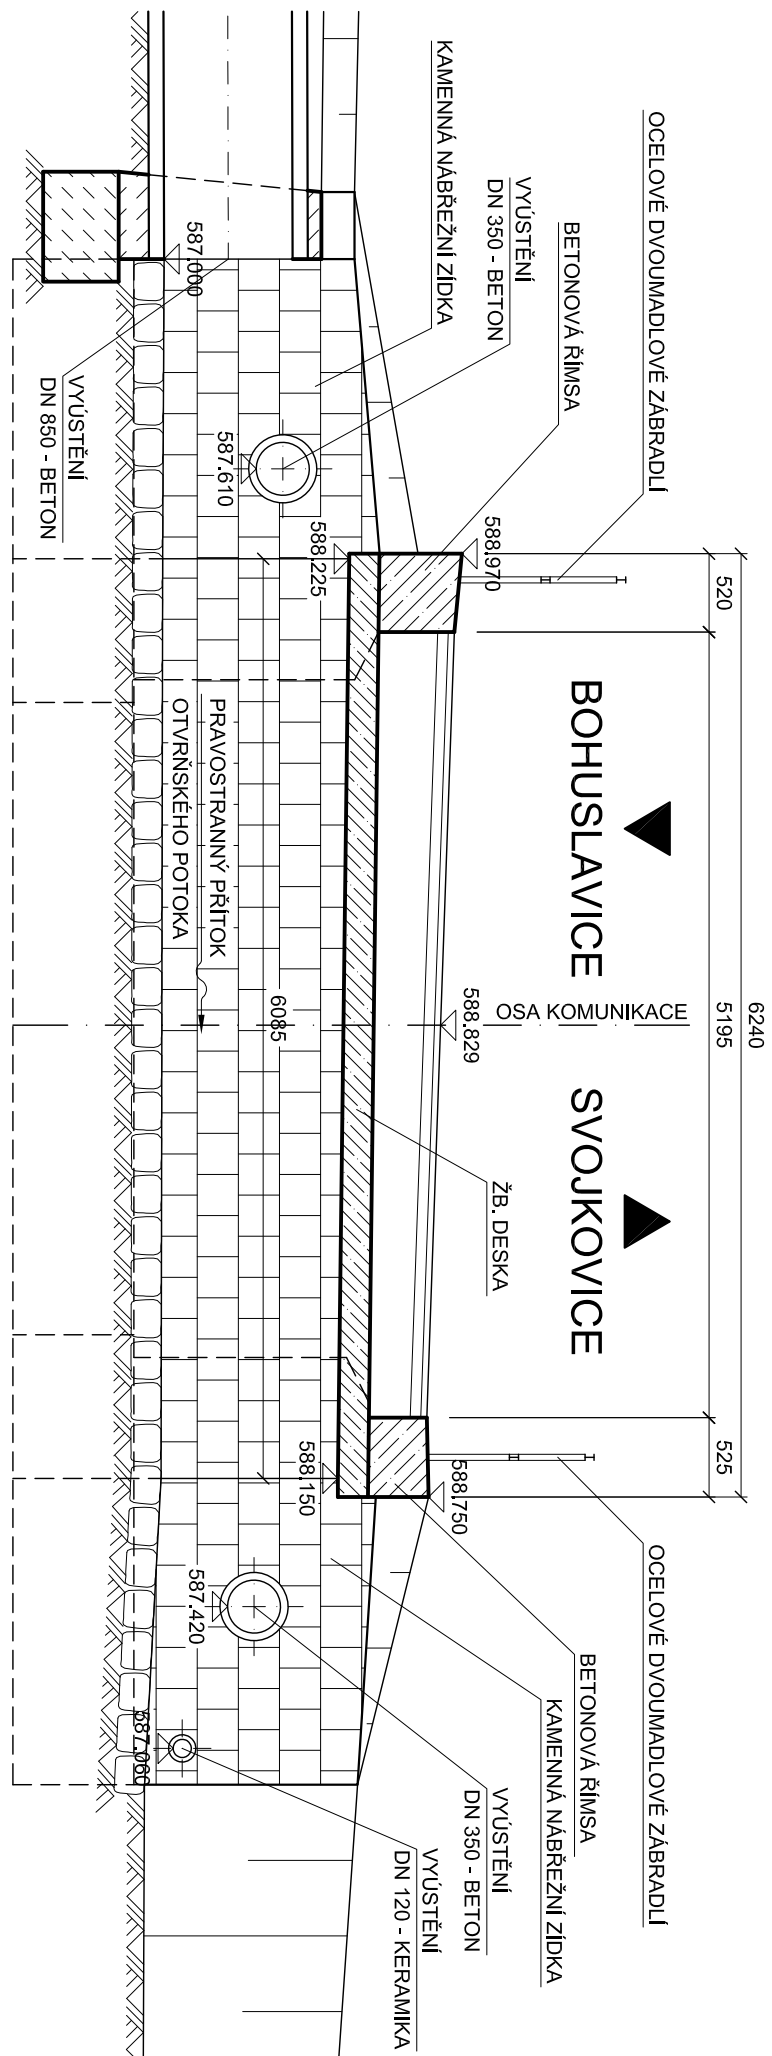 6240
520
5195
525
OCELOVÉ DVOUMADLOVÉ ZÁBRADLÍ
OCELOVÉ DVOUMADLOVÉ ZÁBRADLÍ
BOHUSLAVICE
SVOJKOVICE
BETONOVÁ ŘÍMSA
BETONOVÁ ŘÍMSA
VYÚSTĚNÍ
DN 350 - BETON
KAMENNÁ NÁBŘEŽNÍ ZÍDKA
KAMENNÁ NÁBŘEŽNÍ ZÍDKA
OSA KOMUNIKACE
588.970
588.829
588.750
ŽB. DESKA
VYÚSTĚNÍ
DN 350 - BETON
VYÚSTĚNÍ
DN 120 - KERAMIKA
588.225
588.150
6085
587.610
587.000
PRAVOSTRANNÝ PŘÍTOK
OTVRŇSKÉHO POTOKA
587.420
587.060
VYÚSTĚNÍ
DN 850 - BETON